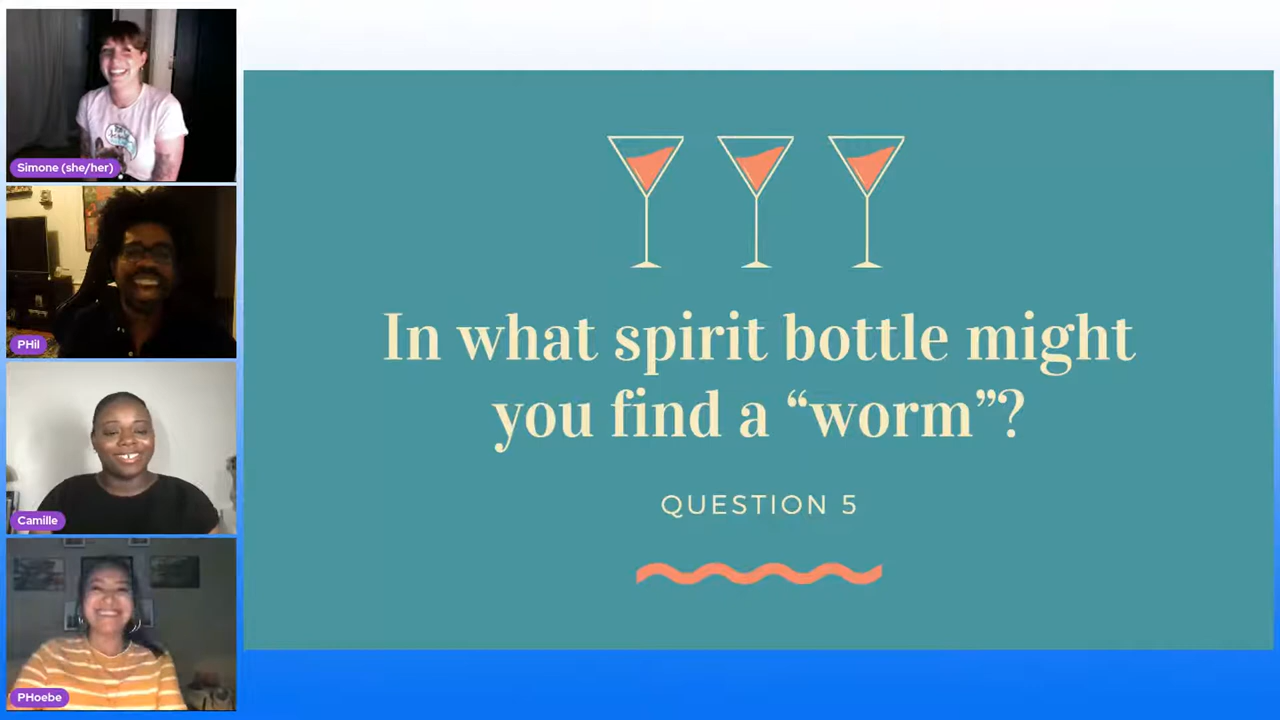 Simone (she/her)
PHil
Camille
PHoebe
In what spirit bottle might
you find a “worm”?
QUESTION 5